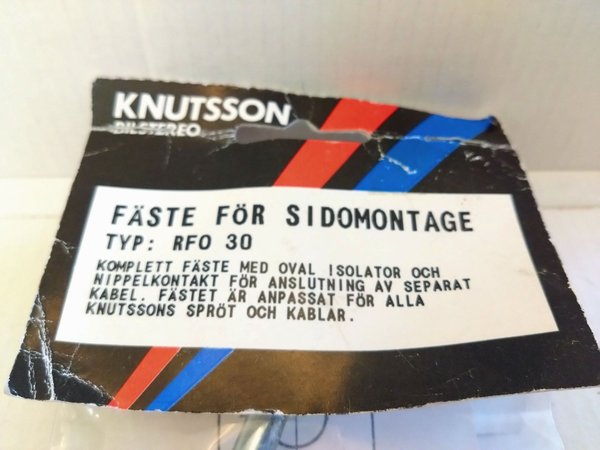 KNUTSSON
BILSTEREO
FÄSTE FÖR SIDOMONTAGE
TYP: RFO 30
KOMPLETT FÄSTE MED OVAL ISOLATOR OCH
NIPPELKONTAKT FÖR ANSLUTNING AV SEPARAT
KABEL. FÄSTET ÄR ANPASSAT FÖR ALLA
KNUTSSONS SPRÖT OCH KABLAR.